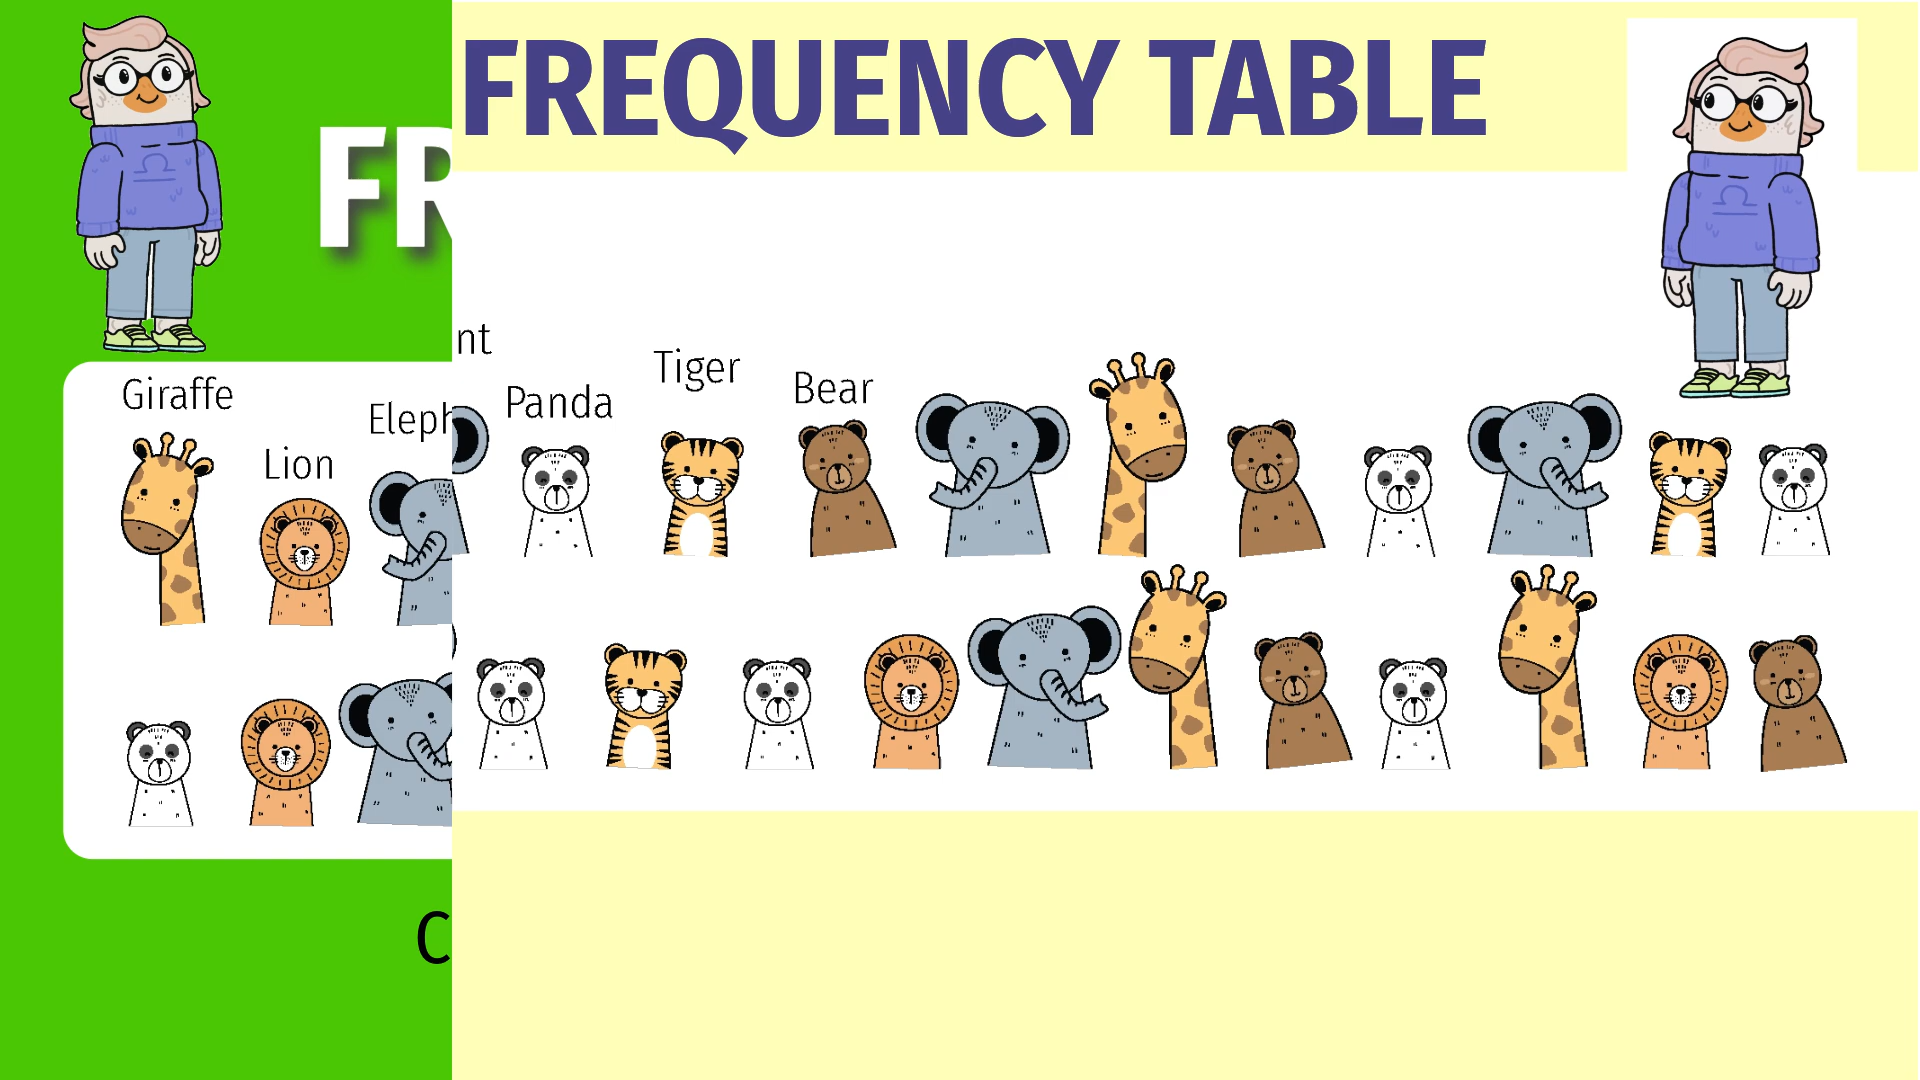 FREQUENCY TABLE
FR
Giraffe
Lion
Eleph
nt
Panda
Tiger
Bear
C